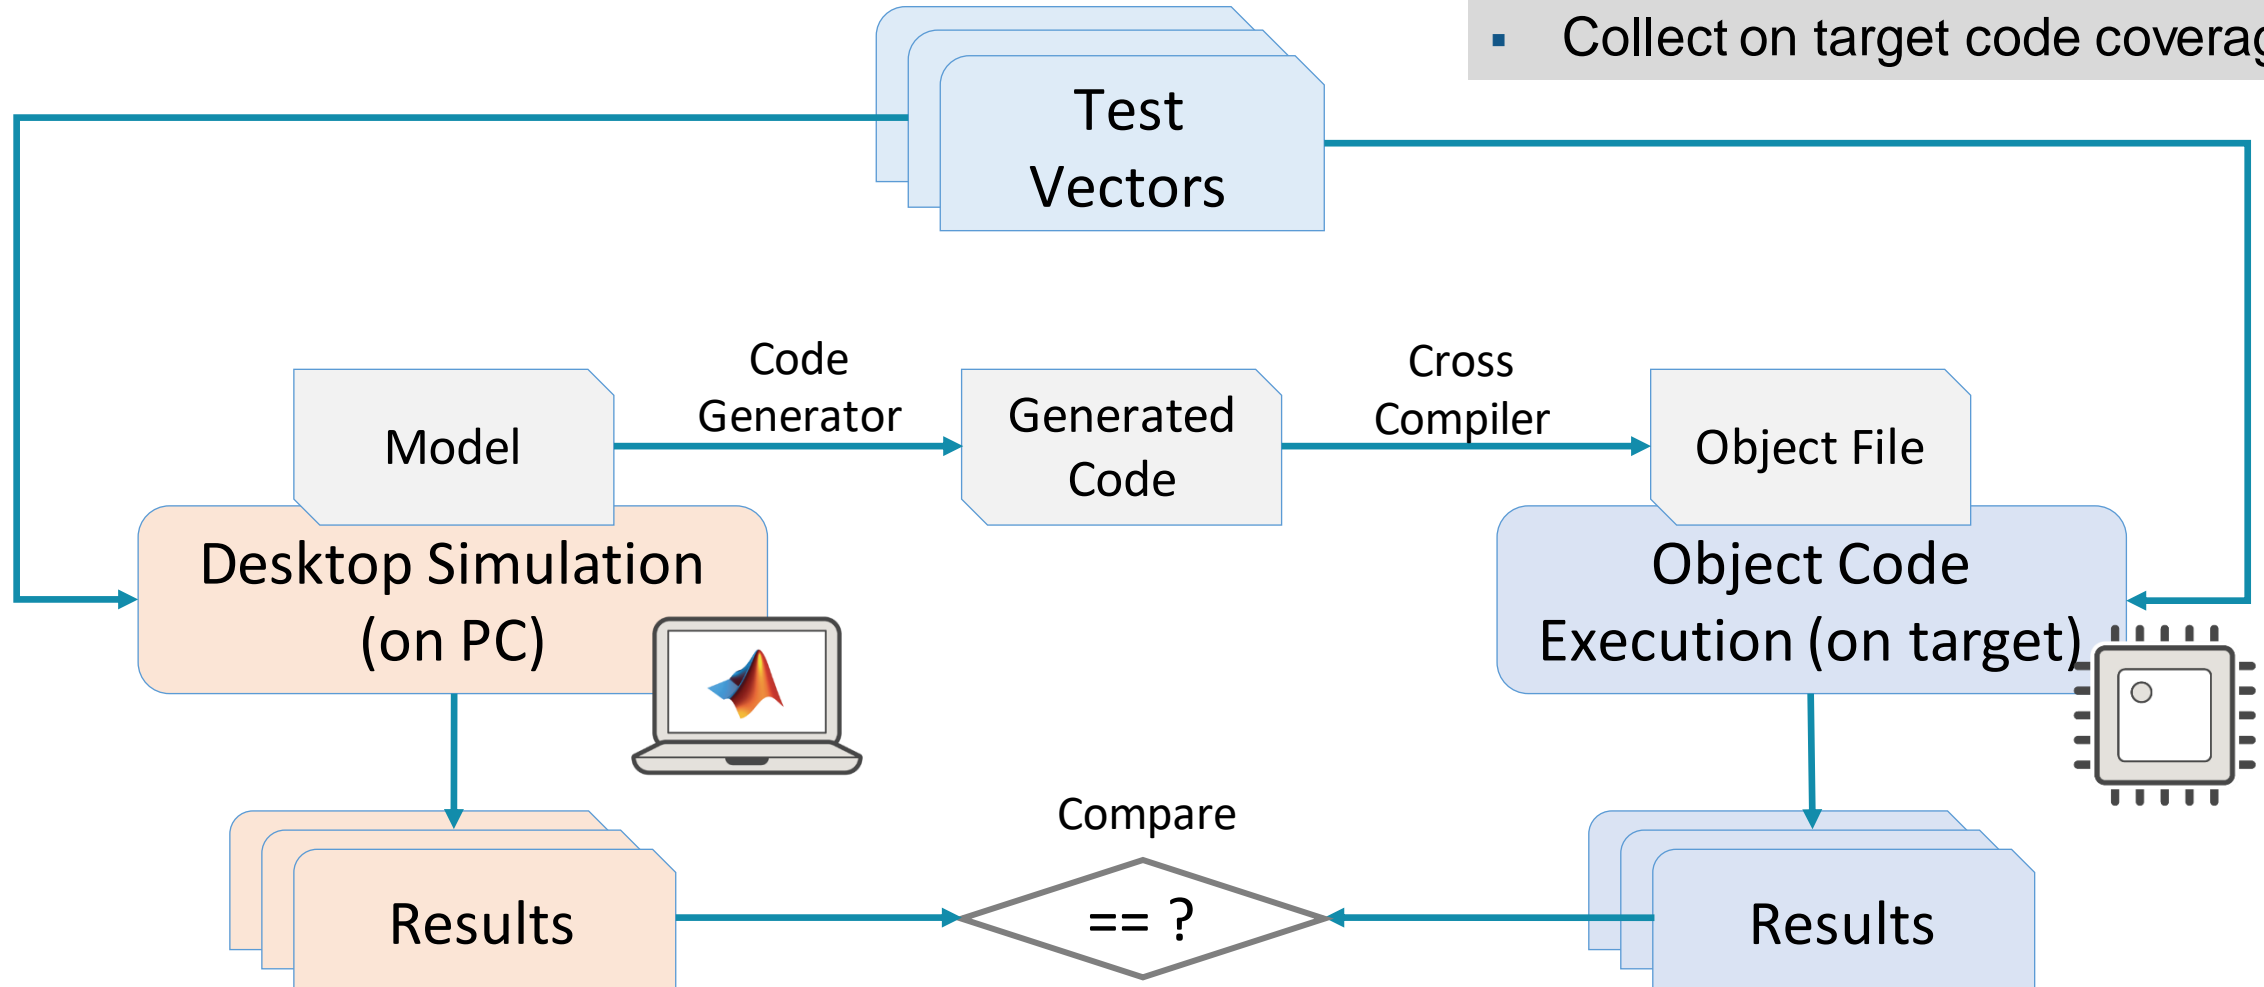 ▪ Collect on target code coverag
Test
Vectors
Code
Generator
Cross
Compiler
Model
Generated
Code
Object File
Desktop Simulation
(on PC)
Object Code
Execution (on target)
Compare
Results
== ?
Results